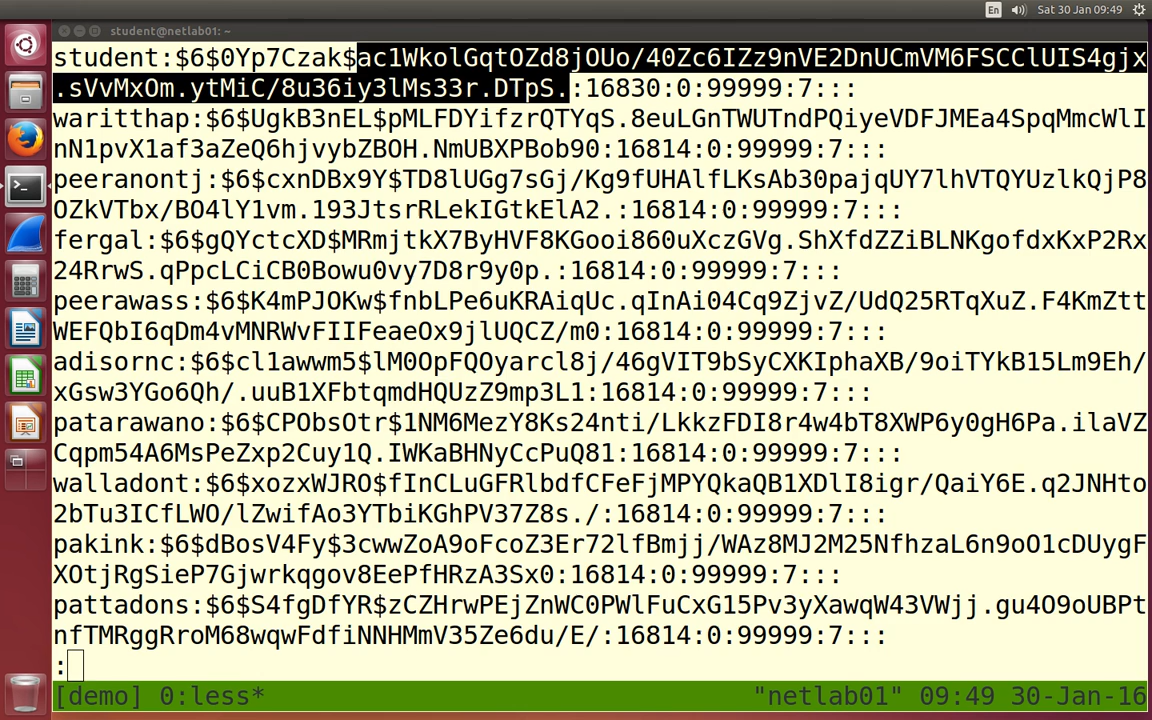 En
Sat 30 Jan 09:49
student@netlab01: ~
student:$6$0Yp7Czak$ac1WkolGqtOZd8jOUo/40Zc6IZz9nVE2DnUCmVM6FSCClUIS4gjx
.sVvMxOm.ytMiC/8u36iy3lMs33r.DTpS.:16830:0:99999:7:::
waritthap:$6$UgkB3nEL$pMLFDYifzrQTYqS.8euLGnTWUTndPQiyeVDFJMEa4SpqMmcWlI
nN1pvX1af3aZeQ6hjvybZBOH.NmUBXPBob90:16814:0:99999:7:::
peeranontj:$6$cxnDBx9Y$TD8lUGg7sGj/Kg9fUHAlfLKsAb30pajqUY7lhVTQYUzlkQjP8
OZkVTbx/BO4lY1vm.193JtsrRLekIGtkElA2.:16814:0:99999:7:::
fergal:$6$gQYctcXD$MRmjtkX7ByHVF8KGooi860uXczGVg.ShXfdZZiBLNKgofdxKxP2Rx
24RrwS.qPpcLCiCB0Bowu0vy7D8r9y0p.:16814:0:99999:7:::
peerawass:$6$K4mPJOKw$fnbLPe6uKRAiqUc.qInAi04Cq9ZjvZ/UdQ25RTqXuZ.F4KmZtt
WEFQbI6qDm4vMNRWvFIIFeaeOx9jlUQCZ/m0:16814:0:99999:7:::
adisornc:$6$cl1awwm5$lM0OpFQOyarcl8j/46gVIT9bSyCXKIphaXB/9oiTYkB15Lm9Eh/
xGsw3YGo6Qh/.uuB1XFbtqmdHQUzZ9mp3L1:16814:0:99999:7:::
patarawano:$6$CPObsOtr$1NM6MezY8Ks24nti/LkkzFDI8r4w4bT8XWP6y0gH6Pa.ilaVZ
Cqpm54A6MsPeZxp2Cuy1Q.IWKaBHNyCcPuQ81:16814:0:99999:7:::
walladont:$6$xozxWJRO$fInCLuGFRlbdfCFeFjMPYQkaQB1XDlI8igr/QaiY6E.q2JNHto
2bTu3ICfLWO/lZwifAo3YTbiKGhPV37Z8s./:16814:0:99999:7:::
pakink:$6$dBosV4Fy$3cwwZoA9oFcoZ3Er72lfBmjj/WAz8MJ2M25NfhzaL6n9oO1cDUygF
XOtjRgSieP7Gjwrkqgov8EePfHRzA3Sx0:16814:0:99999:7:::
pattadons:$6$S4fgDfYR$zCZHrwPEjZnWC0PWlFuCxG15Pv3yXawqW43VWjj.gu4O9oUBPt
nfTMRggRroM68wqwFdfiNNHMmV35Ze6du/E/:16814:0:99999:7:::
:
[demo] 0:less* "netlab01" 09:49 30-Jan-16